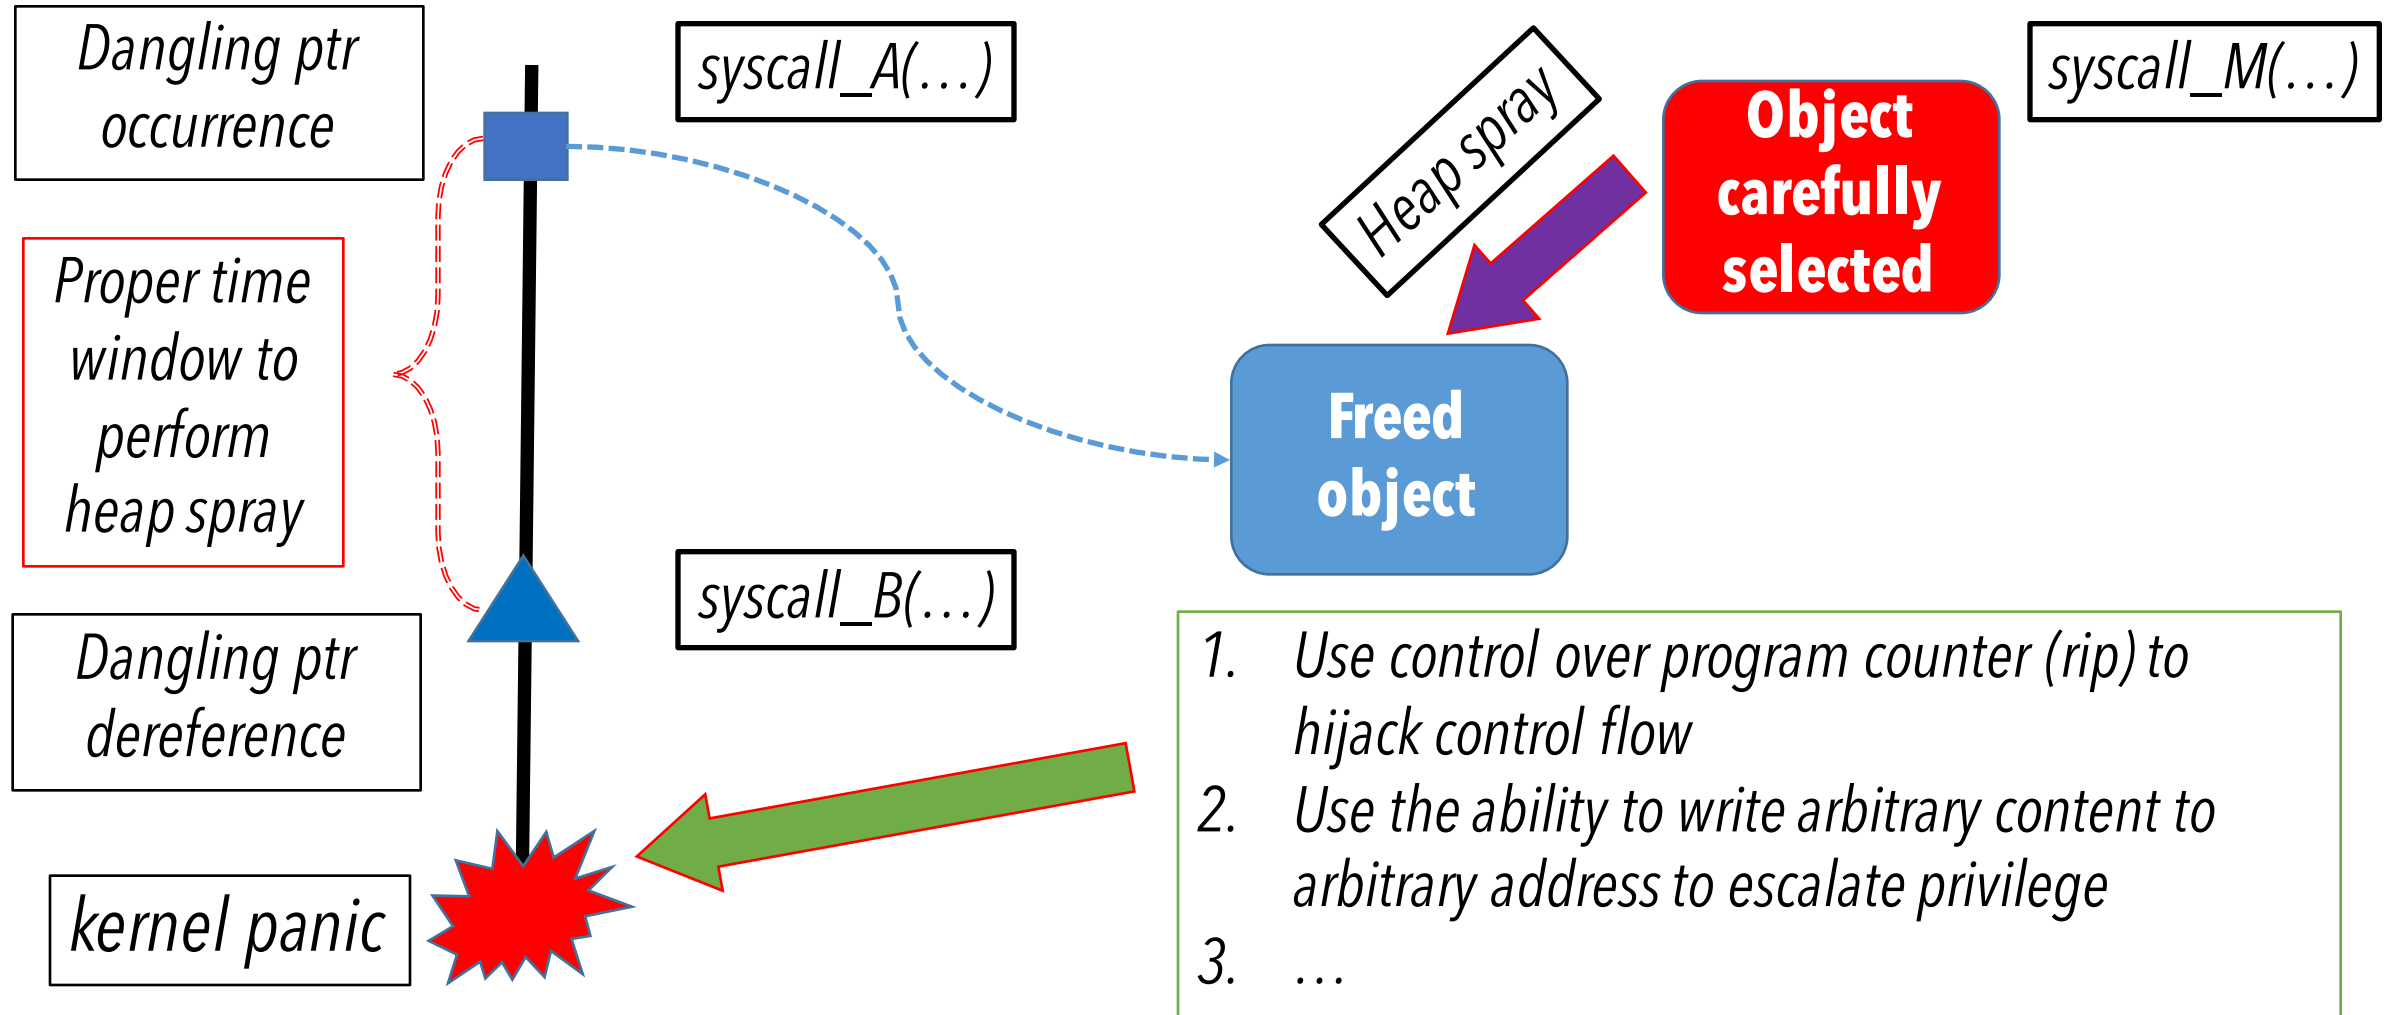 Dangling ptr
occurrence
syscall_A(...)
Heap spray
Object
carefully
selected
syscall_M(...)
Proper time
window to
perform
heap spray
Freed
object
syscall_B(...)
Dangling ptr
dereference
1. Use control over program counter (rip) to
hijack control flow
2. Use the ability to write arbitrary content to
arbitrary address to escalate privilege
3. ...
kernel panic